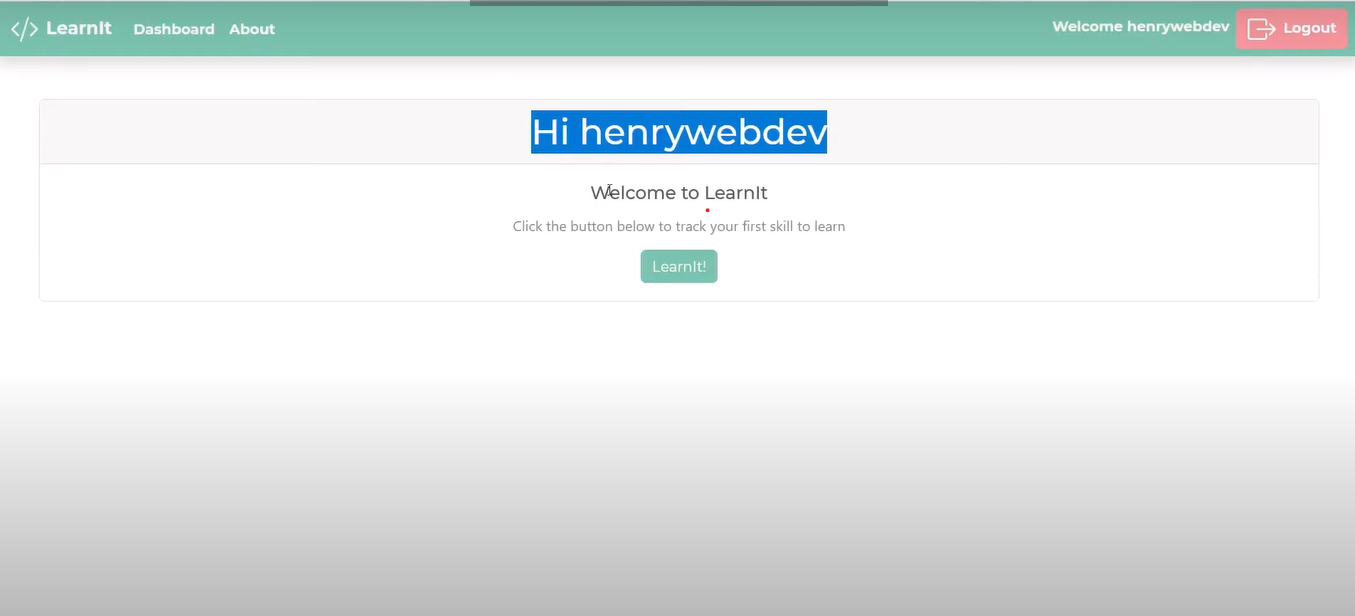 </> LearnIt Dashboard About Welcome henrywebdev Logout
Hi henrywebdev
Welcome to LearnIt
Click the button below to track your first skill to learn
LearnIt!